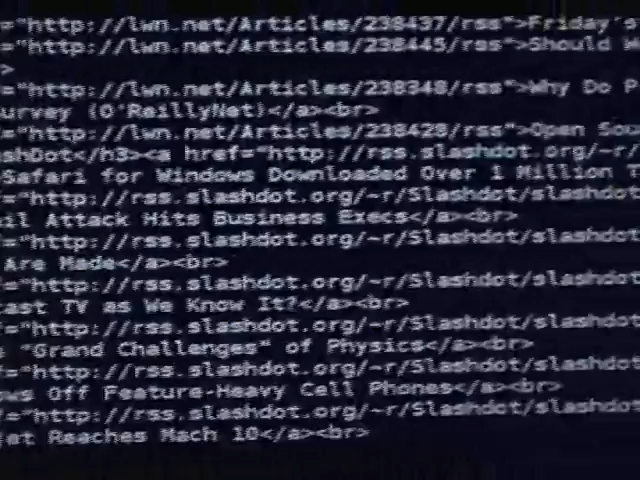 ="http://lwn.net/Articles/238437/rss">Friday's
="http://lwn.net/Articles/238445/rss">Should W
>
="http://lwn.net/Articles/238348/rss">Why Do P
urvey (O'ReillyNet)</a><br>
="http://lwn.net/Articles/238428/rss">Open Sou
ashDot</h3><a href="http://rss.slashdot.org/~r/
Safari for Windows Downloaded Over 1 Million T
="http://rss.slashdot.org/~r/Slashdot/slashdot
ail Attack Hits Business Execs</a><br>
="http://rss.slashdot.org/~r/Slashdot/slashdot
Are Made</a><br>
="http://rss.slashdot.org/~r/Slashdot/slashdot
cast TV as We Know It?</a><br>
f="http://rss.slashdot.org/~r/Slashdot/slashdot
"Grand Challenges" of Physics</a><br>
f="http://rss.slashdot.org/~r/Slashdot/slashdot
ows Off Feature-Heavy Cell Phones</a><br>
f="http://rss.slashdot.org/~r/Slashdot/slashdot
jet Reaches Mach 10</a><br>